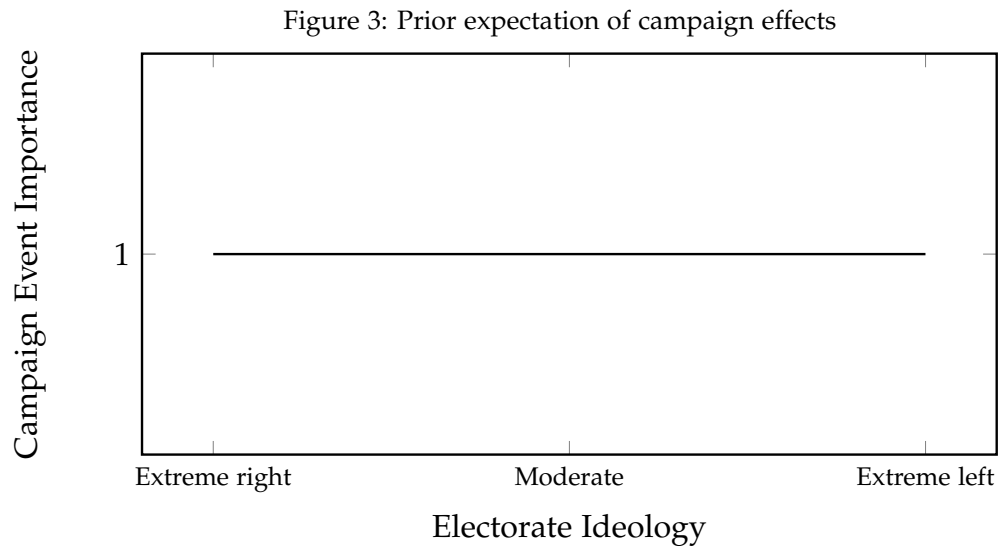 Figure 3: Prior expectation of campaign effects
Campaign Event Importance
1
Extreme right
Moderate
Extreme left
Electorate Ideology